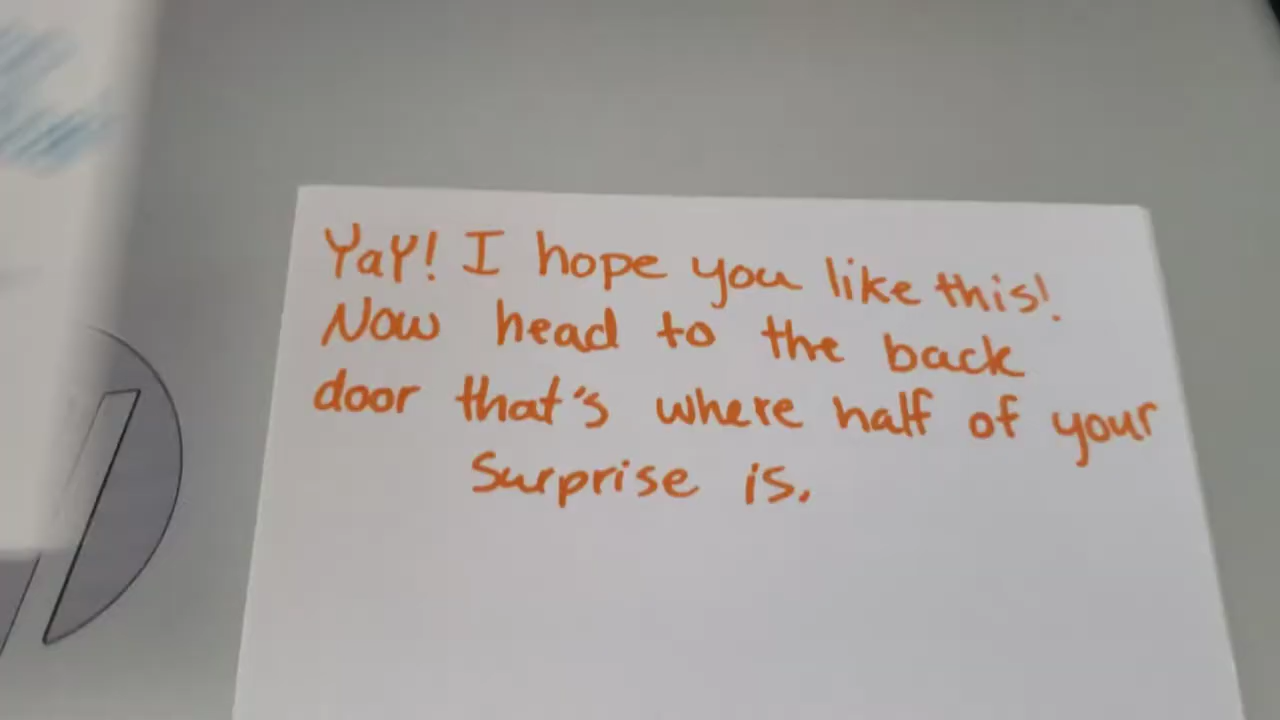 YaY! I hope you like this!
Now head to the back
door that's where half of your
Surprise is.